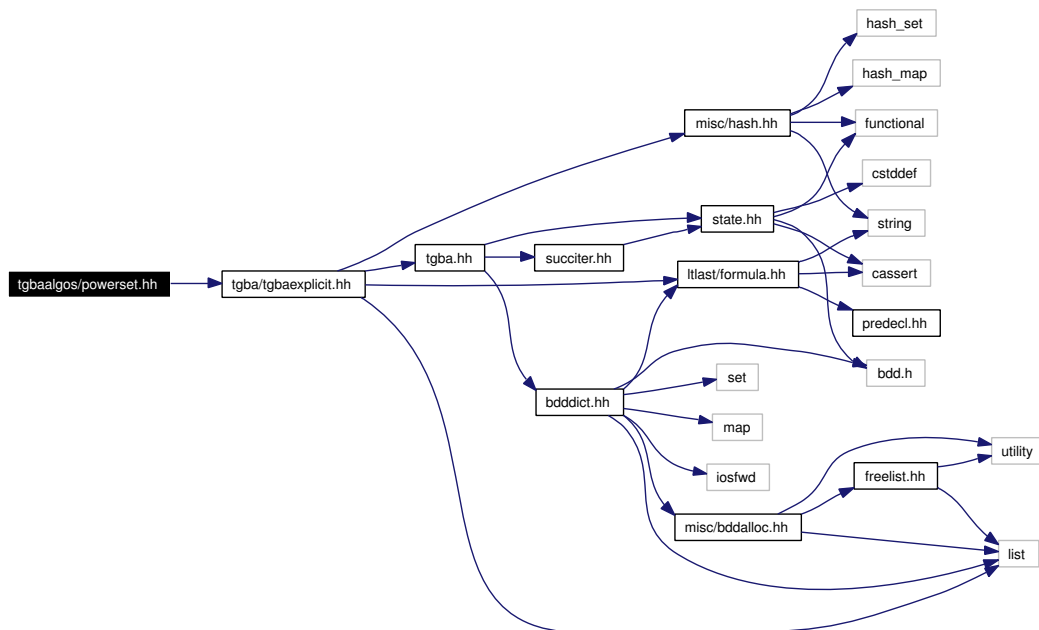 hash_set
hash_map
misc/hash.hh
functional
cstddef
state.hh
string
tgba.hh
succiter.hh
ltlast/formula.hh
cassert
tgbaalgos/powerset.hh
tgba/tgbaexplicit.hh
predecl.hh
bdd.h
set
bdddict.hh
map
utility
iosfwd
freelist.hh
misc/bddalloc.hh
list